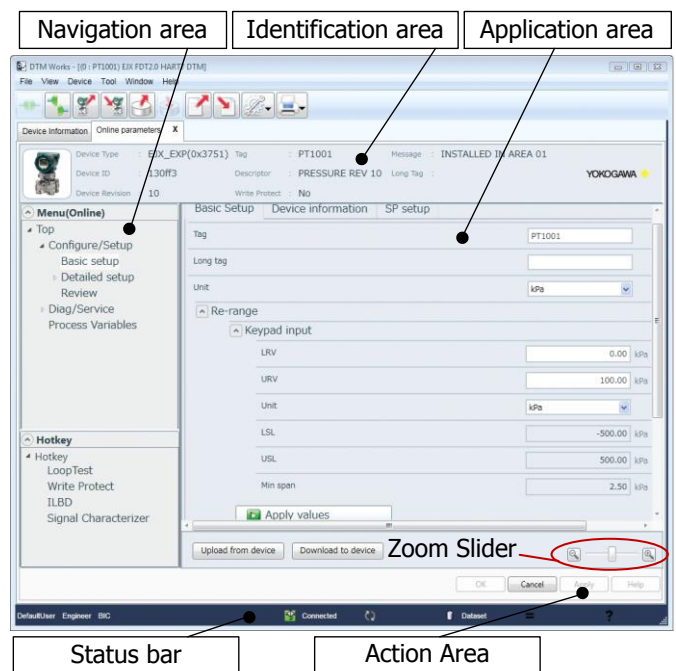 Navigation area
Identification area
Application area
DTM Works - [(0 : PT1001) EJX FDT2.0 HART DTM]
File View Device Tool Window Help
Device Information Online parameters X
Device Type : EJX_EXP(0x3751) Tag : PT1001 Message : INSTALLED IN AREA 01
Device ID : 130ff3 Descriptor : PRESSURE REV 10 Long Tag :
YOKOGAWA
Device Revision : 10 Write Protect : No
Menu(Online)
Top
Configure/Setup
Basic setup
Detailed setup
Review
Diag/Service
Process Variables
Hotkey
Hotkey
LoopTest
Write Protect
ILBD
Signal Characterizer
Basic Setup Device information SP setup
Tag PT1001
Long tag
Unit kPa
Re-range
Keypad input
LRV 0.00 kPa
URV 100.00 kPa
Unit kPa
LSL -500.00 kPa
USL 500.00 kPa
Min span 2.50 kPa
Apply values
Upload from device Download to device Zoom Slider
OK Cancel Apply Help
DefaultUser Engineer BIC Connected Dataset ?
Status bar
Action Area